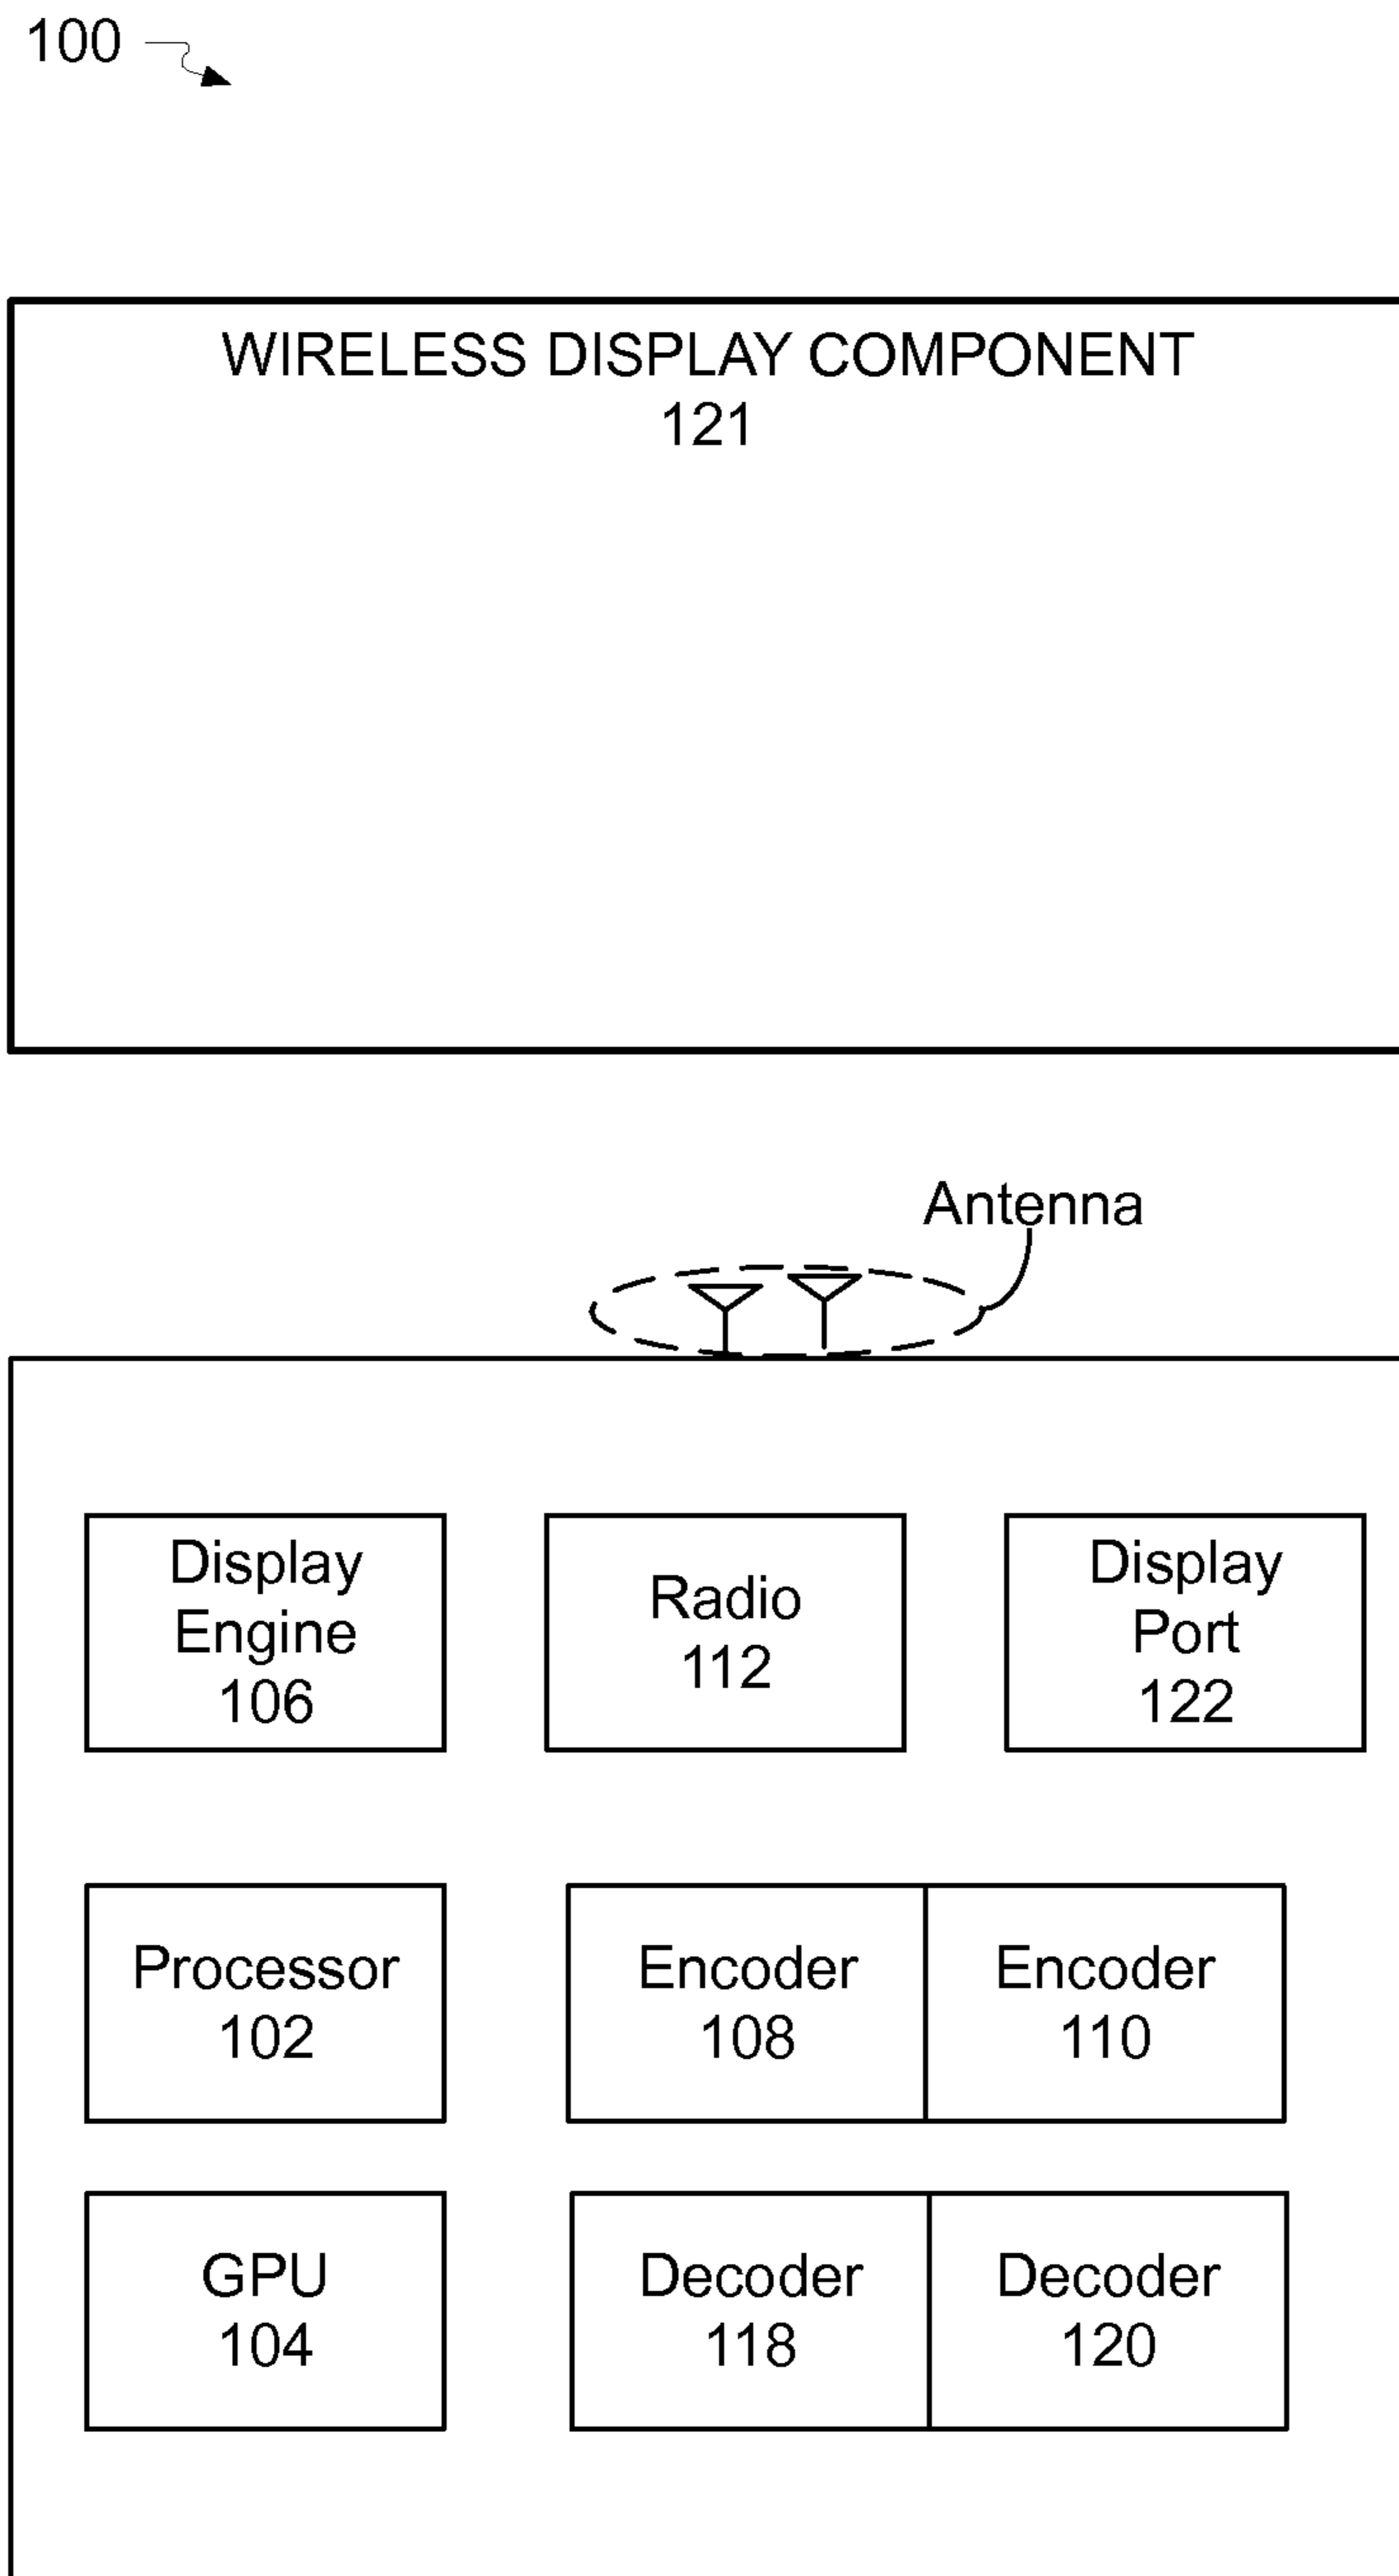 100
WIRELESS DISPLAY COMPONENT
121
Antenna
Display
Engine
106
Radio
112
Display
Port
122
Processor
102
Encoder
108
Encoder
110
GPU
104
Decoder
118
Decoder
120